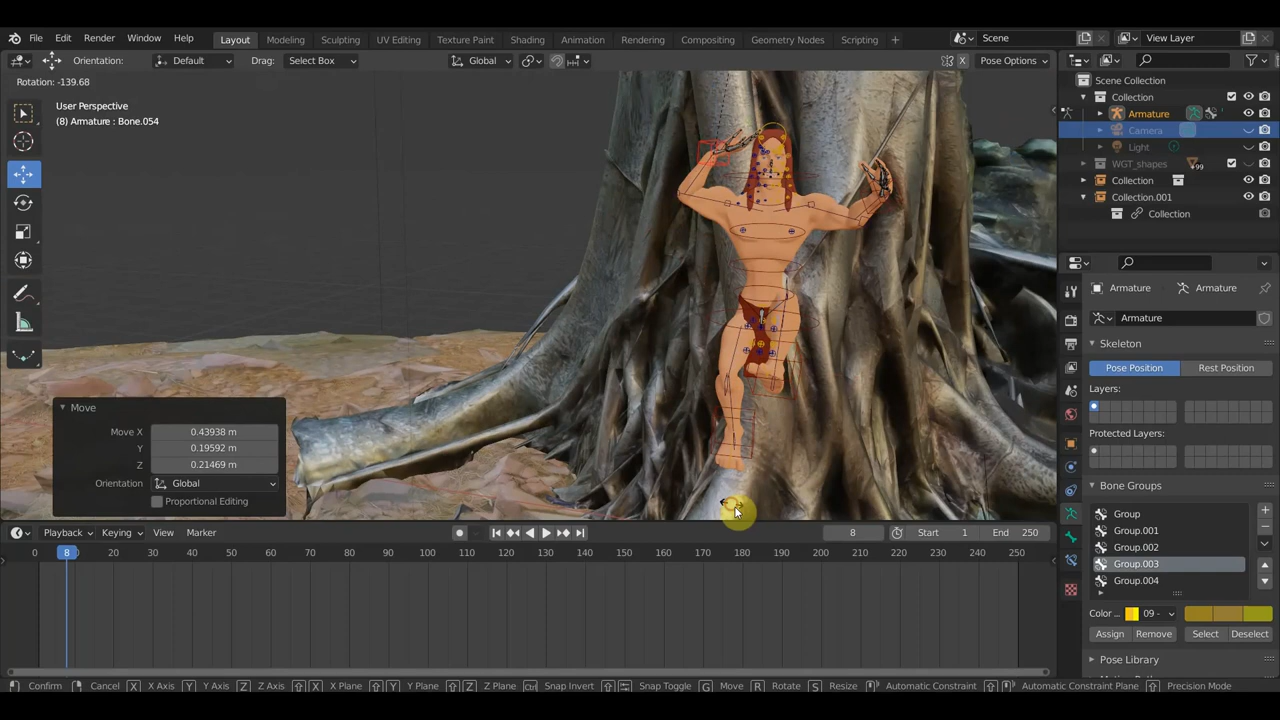 File Edit Render Window Help Layout Modeling Sculpting UV Editing Texture Paint Shading Animation Rendering Compositing Geometry Nodes Scripting + Scene View Layer
Orientation: Default Drag: Select Box Global X Pose Options
Rotation: -139.68
User Perspective
(8) Armature : Bone.054
Scene Collection
Collection
Armature
Camera
Light
WGT_shapes +99
Collection
Collection.001
Collection
Armature Armature
Armature
Skeleton
Pose Position Rest Position
Layers:
Protected Layers:
Bone Groups
Group
Group.001
Group.002
Group.003
Group.004
Color... 09 -
Assign Remove Select Deselect
Pose Library
Move
Move X 0.43938 m
Y 0.19592 m
Z 0.21469 m
Orientation Global
Proportional Editing
Playback Keying View Marker 8 Start 1 End 250
0 8 20 30 40 50 60 70 80 90 100 110 120 130 140 150 160 170 180 190 200 210 220 230 240 250
Confirm Cancel X X Axis Y Y Axis Z Z Axis X X Plane Y Y Plane Z Z Plane Ctrl Snap Invert Snap Toggle G Move R Rotate S Resize Automatic Constraint Automatic Constraint Plane Precision Mode